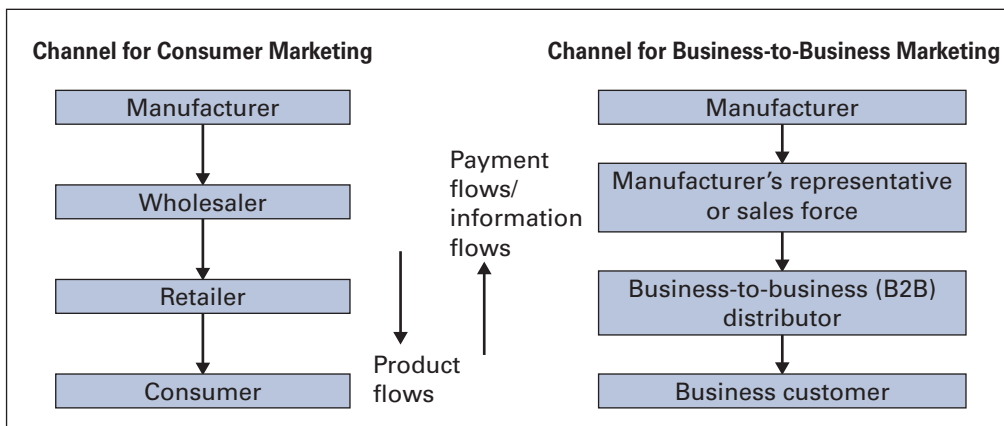 Channel for Consumer Marketing
Manufacturer
Wholesaler
Retailer
Consumer
Payment
flows/
information
flows
Product
flows
Channel for Business-to-Business Marketing
Manufacturer
Manufacturer’s representative
or sales force
Business-to-business (B2B)
distributor
Business customer